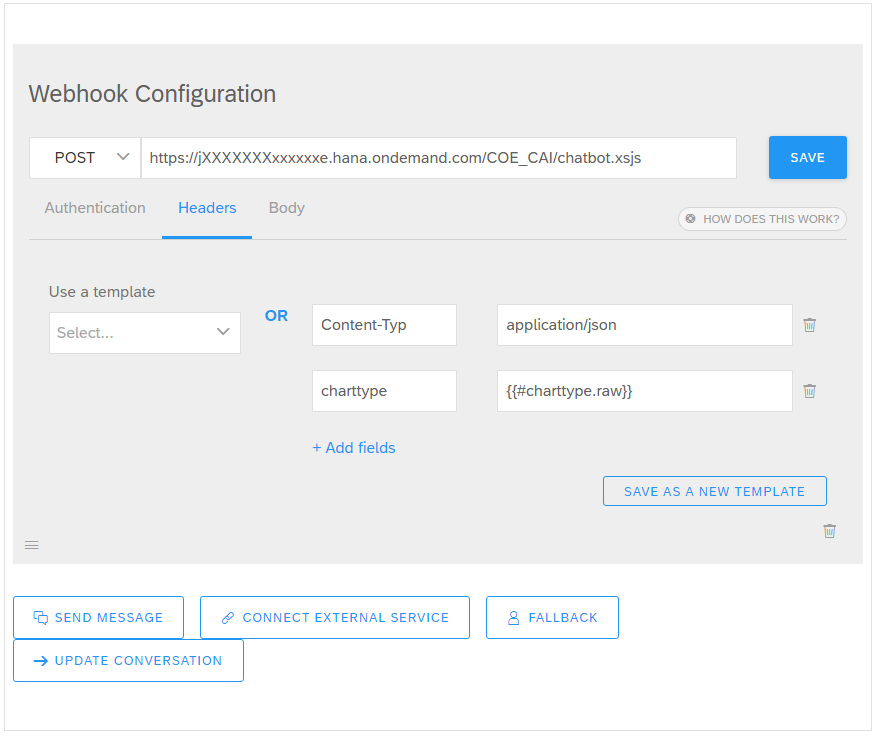 Webhook Configuration
POST
https://jXXXXXXXxxxxxxe.hana.ondemand.com/COE_CAI/chatbot.xsjs
SAVE
Authentication Headers Body
HOW DOES THIS WORK?
Use a template
Select...
OR
Content-Typ application/json
charttype {{#charttype.raw}}
+ Add fields
SAVE AS A NEW TEMPLATE
SEND MESSAGE CONNECT EXTERNAL SERVICE FALLBACK
UPDATE CONVERSATION